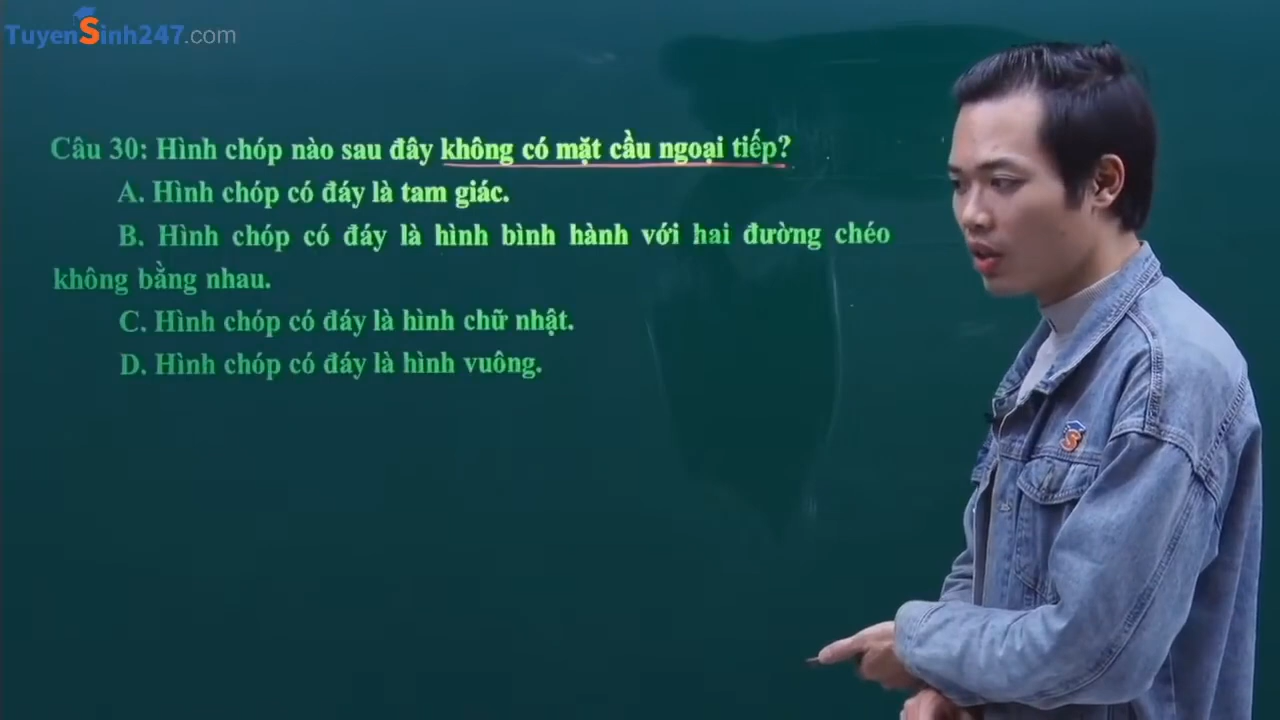 TuyenSinh247.com
Câu 30: Hình chóp nào sau đây không có mặt cầu ngoại tiếp?
A. Hình chóp có đáy là tam giác.
B. Hình chóp có đáy là hình bình hành với hai đường chéo
không bằng nhau.
C. Hình chóp có đáy là hình chữ nhật.
D. Hình chóp có đáy là hình vuông.
S